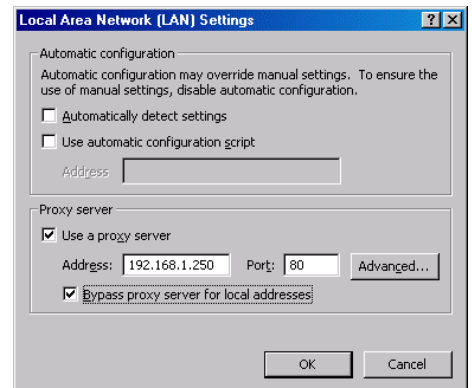 Local Area Network (LAN) Settings
Automatic configuration
Automatic configuration may override manual settings. To ensure the
use of manual settings, disable automatic configuration.
Automatically detect settings
Use automatic configuration script
Address
Proxy server
Use a proxy server
Address: 192.168.1.250 Port: 80 Advanced...
Bypass proxy server for local addresses
OK Cancel